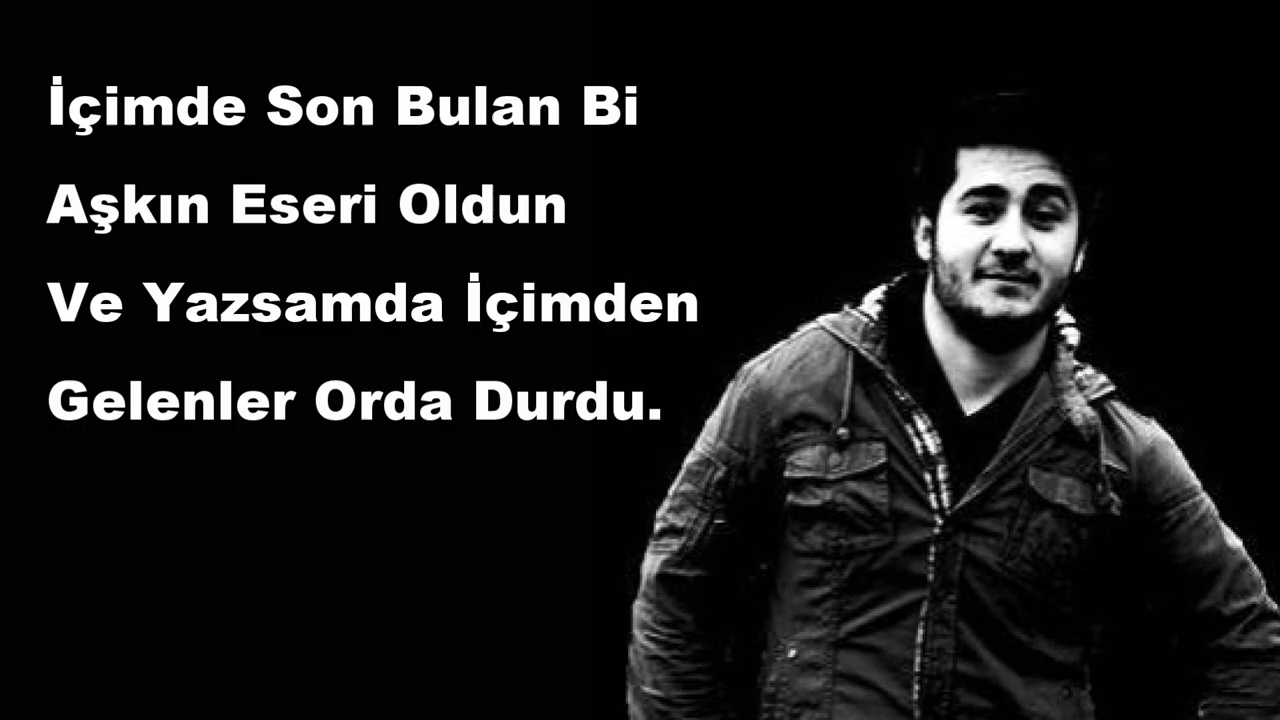 İçimde Son Bulan Bi
Aşkın Eseri Oldun
Ve Yazsamda İçimden
Gelenler Orda Durdu.